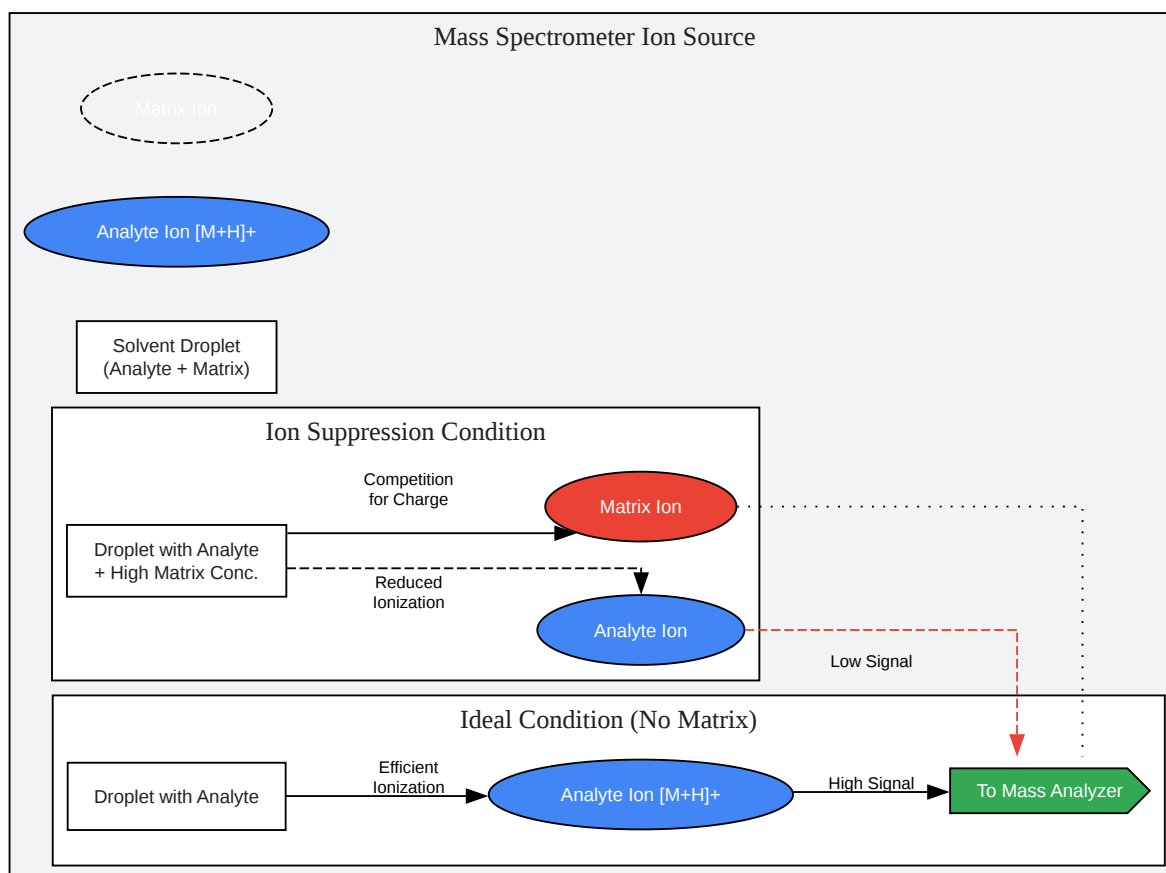 Mass Spectrometer Ion Source
Matrix Ion
Analyte Ion [M+H]+
Solvent Droplet
(Analyte + Matrix)
Ion Suppression Condition
Competition
for Charge
Matrix Ion
Droplet with Analyte
+ High Matrix Conc.
Reduced
Ionization
Analyte Ion
Low Signal
Ideal Condition (No Matrix)
Droplet with Analyte
Efficient
Ionization
Analyte Ion [M+H]+
High Signal
To Mass Analyzer